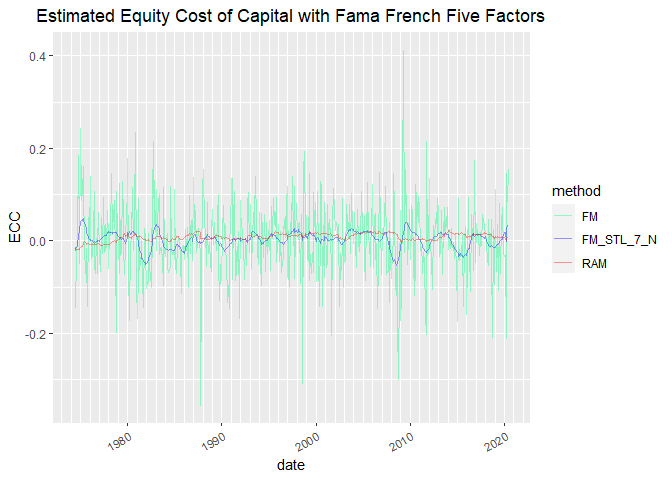 Estimated Equity Cost of Capital with Fama French Five Factors
ECC
0.4
0.2
0.0
-0.2
1980
1990
2000
2010
2020
date
method
FM
FM_STL_7_N
RAM